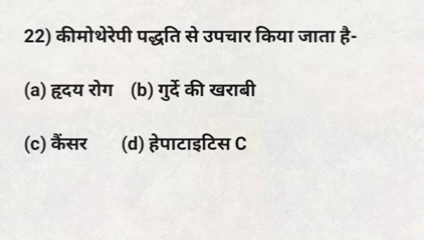 22) कीमोथेरेपी पद्धति से उपचार किया जाता है-
(a) हृदय रोग (b) गुर्दे की खराबी
(c) कैंसर (d) हेपाटाइटिस C